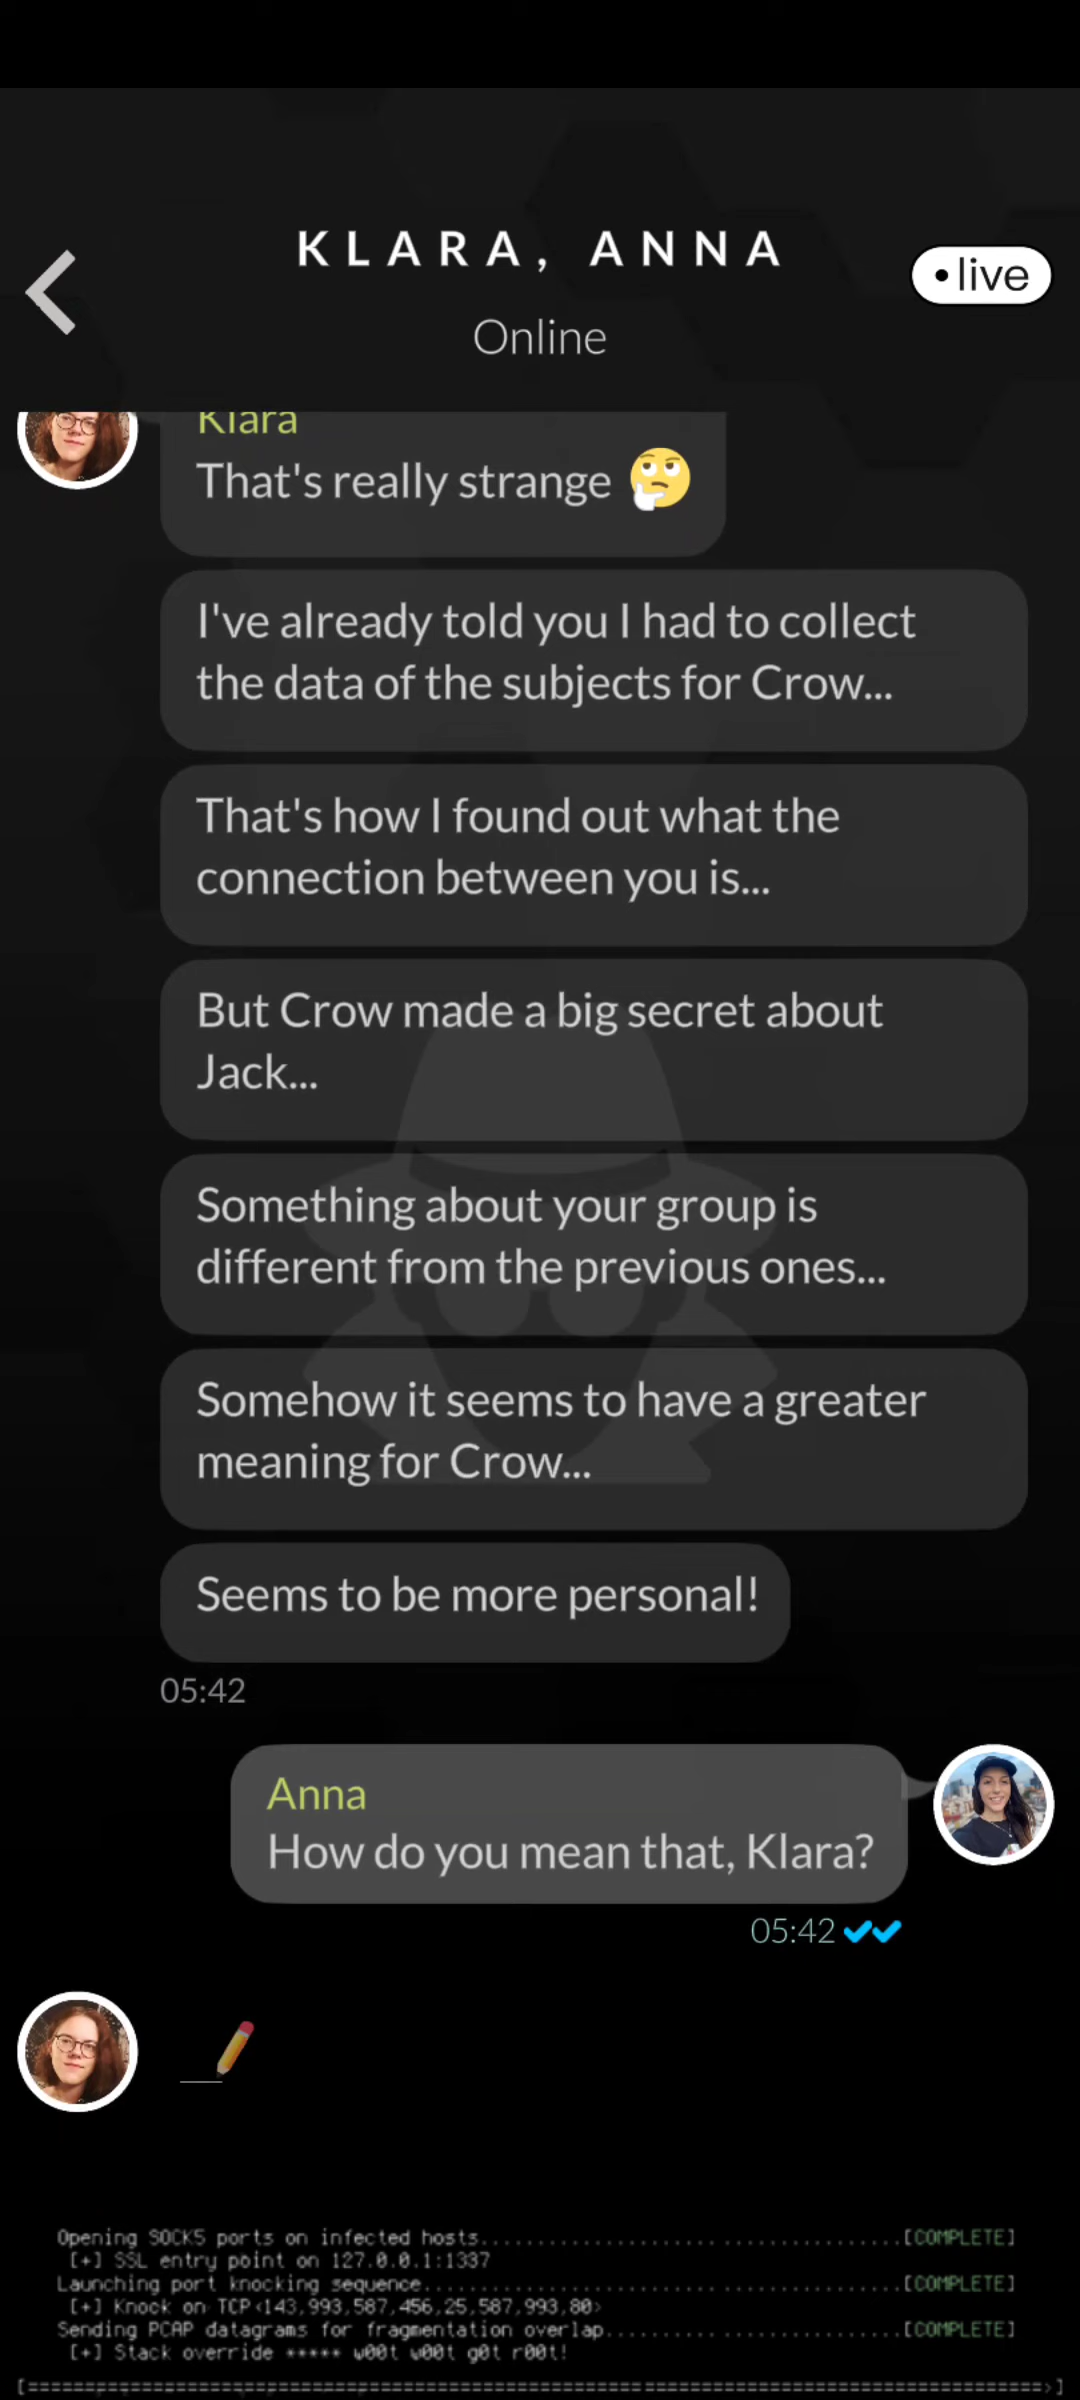 KLARA, ANNA
•live
Online
Klara
That's really strange 🤔
I've already told you I had to collect
the data of the subjects for Crow...
That's how I found out what the
connection between you is...
But Crow made a big secret about
Jack...
Something about your group is
different from the previous ones...
Somehow it seems to have a greater
meaning for Crow...
Seems to be more personal!
05:42
Anna
How do you mean that, Klara?
05:42
Opening SOCK5 ports on infected hosts.......................................[COMPLETE]
[+] SSL entry point on 127.0.0.1:1337
Launching port knocking sequence............................................[COMPLETE]
[+] Knock on TCP<143,993,587,456,25,587,993,80>
Sending PCAP datagrams for fragmentation overlap............................[COMPLETE]
[+] Stack override ***** w00t w00t g0t r00t!
[================================================================================>]